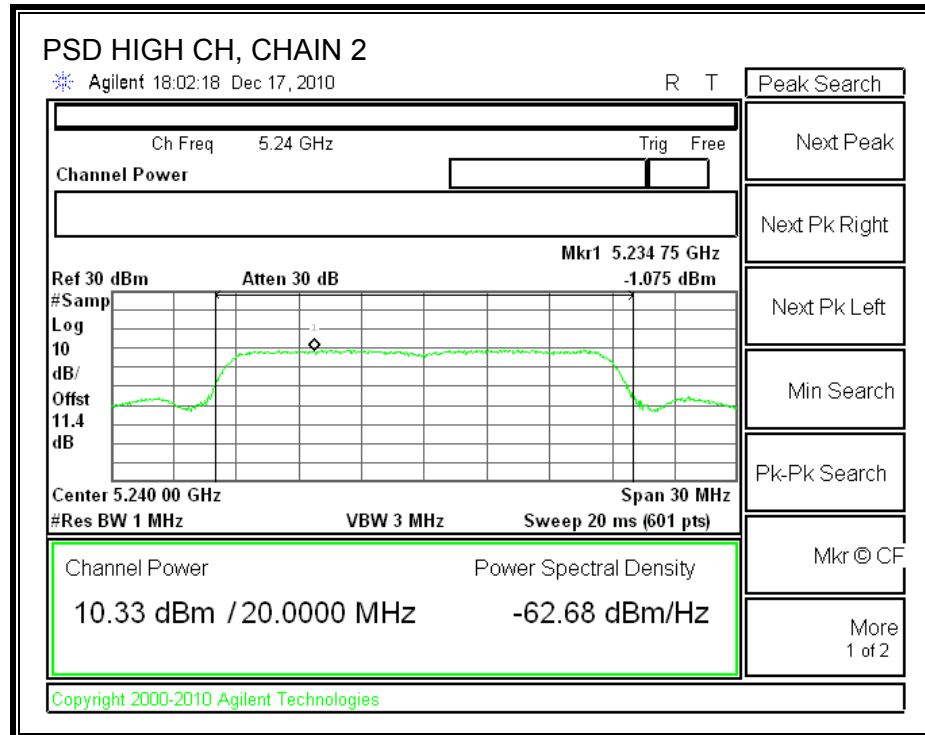 PSD HIGH CH, CHAIN 2
Agilent 18:02:18 Dec 17, 2010 R T
Peak Search
Ch Freq 5.24 GHz Trig Free
Channel Power
Next Peak
Next Pk Right
Mkr1 5.234 75 GHz
Ref 30 dBm Atten 30 dB -1.075 dBm
#Samp
Log
10
dB/
Offst
11.4
dB
1
Next Pk Left
Min Search
Pk-Pk Search
Center 5.240 00 GHz Span 30 MHz
#Res BW 1 MHz VBW 3 MHz Sweep 20 ms (601 pts)
Channel Power Power Spectral Density
10.33 dBm / 20.0000 MHz -62.68 dBm/Hz
Mkr © CF
More
1 of 2
Copyright 2000-2010 Agilent Technologies